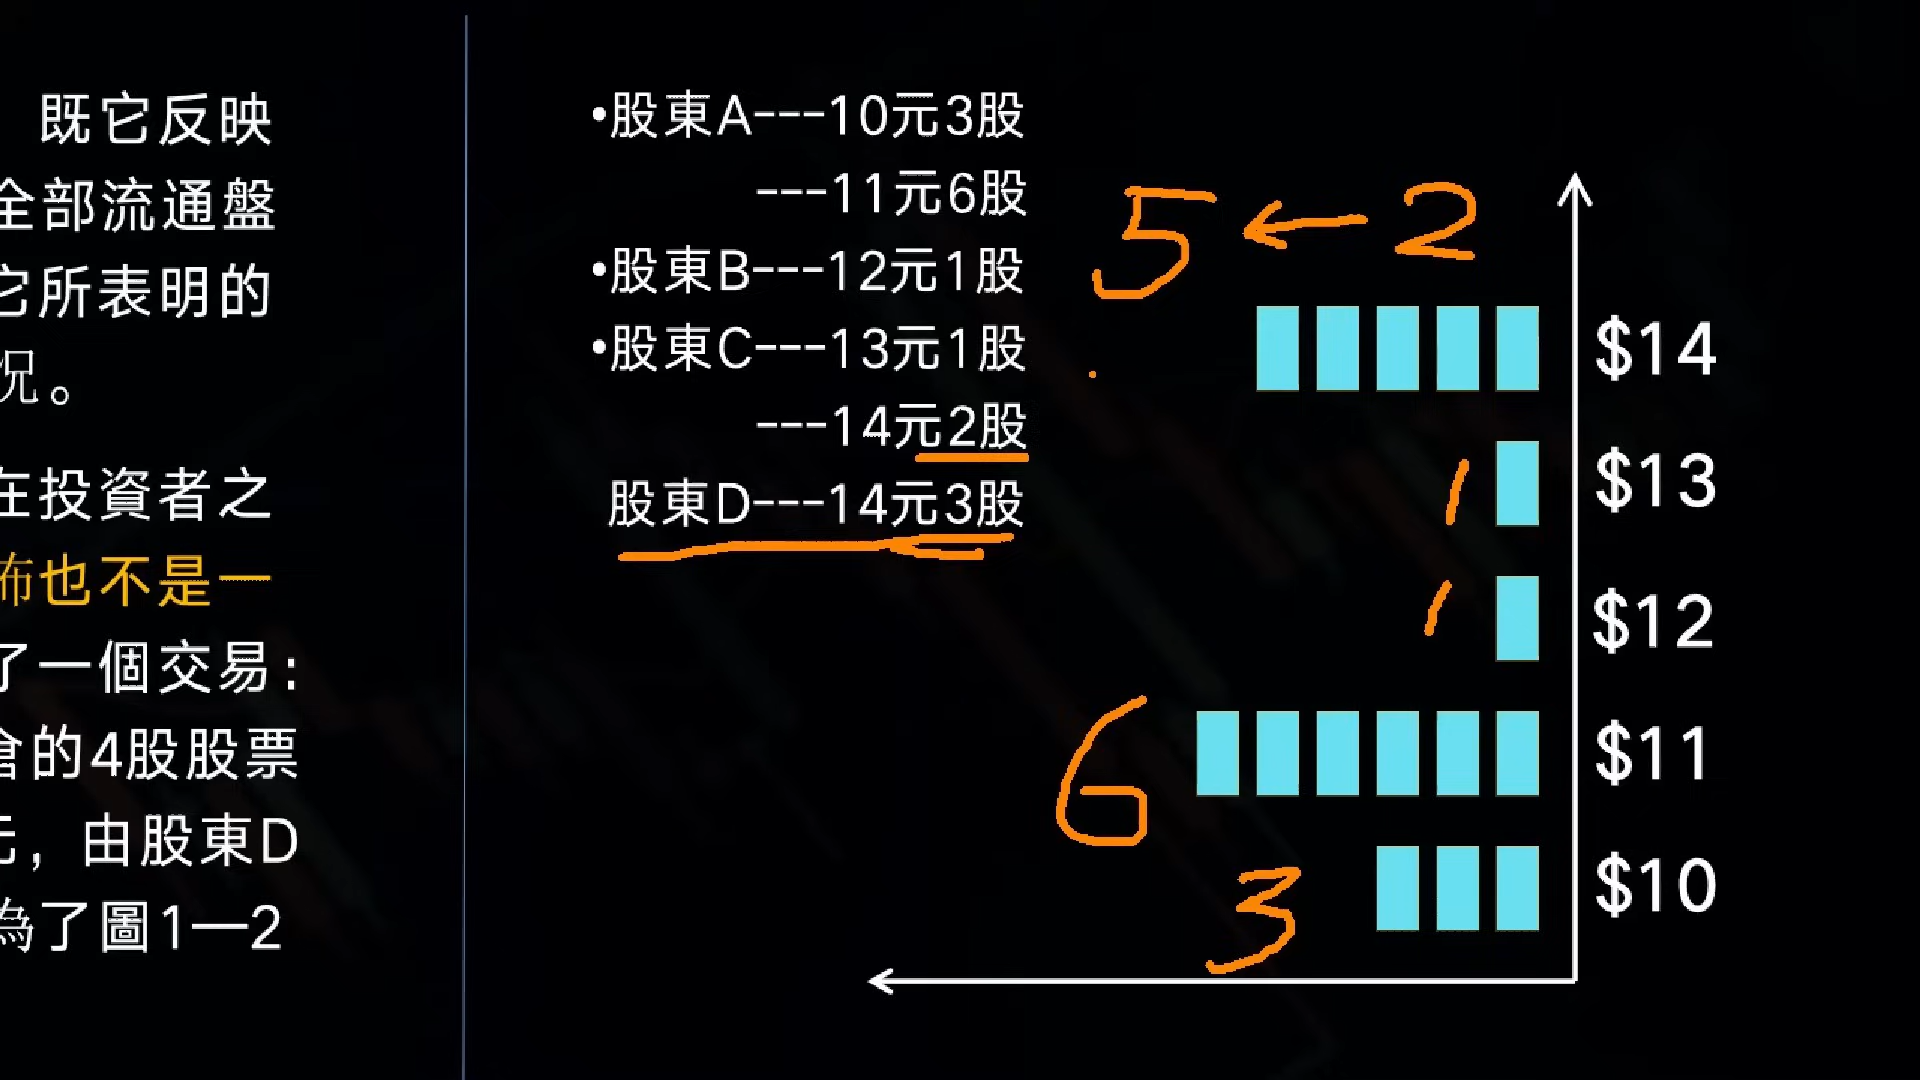 既它反映
全部流通盤
它所表明的
況。
在投資者之
佈也不是一
了一個交易：
倉的4股股票
元，由股東D
為了圖1—2
•股東A---10元3股
---11元6股
•股東B---12元1股
•股東C---13元1股
---14元2股
股東D---14元3股
5 ← 2
$14
1
$13
1
$12
6
$11
3
$10